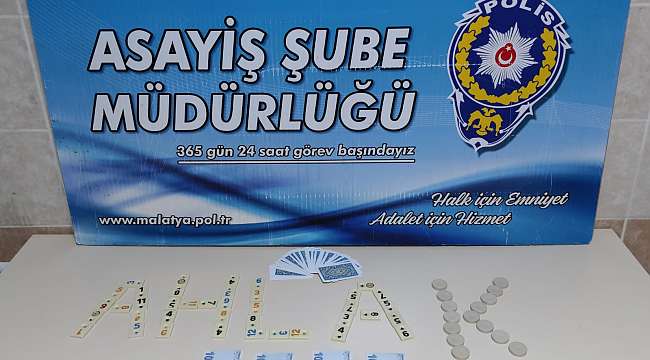 POLİS
ASAYİŞ ŞUBE
MÜDÜRLÜĞÜ
365 gün 24 saat görev başındayız
Halk için Emniyet
Adalet için Hizmet
www.malatya.pol.tr
AHLAK